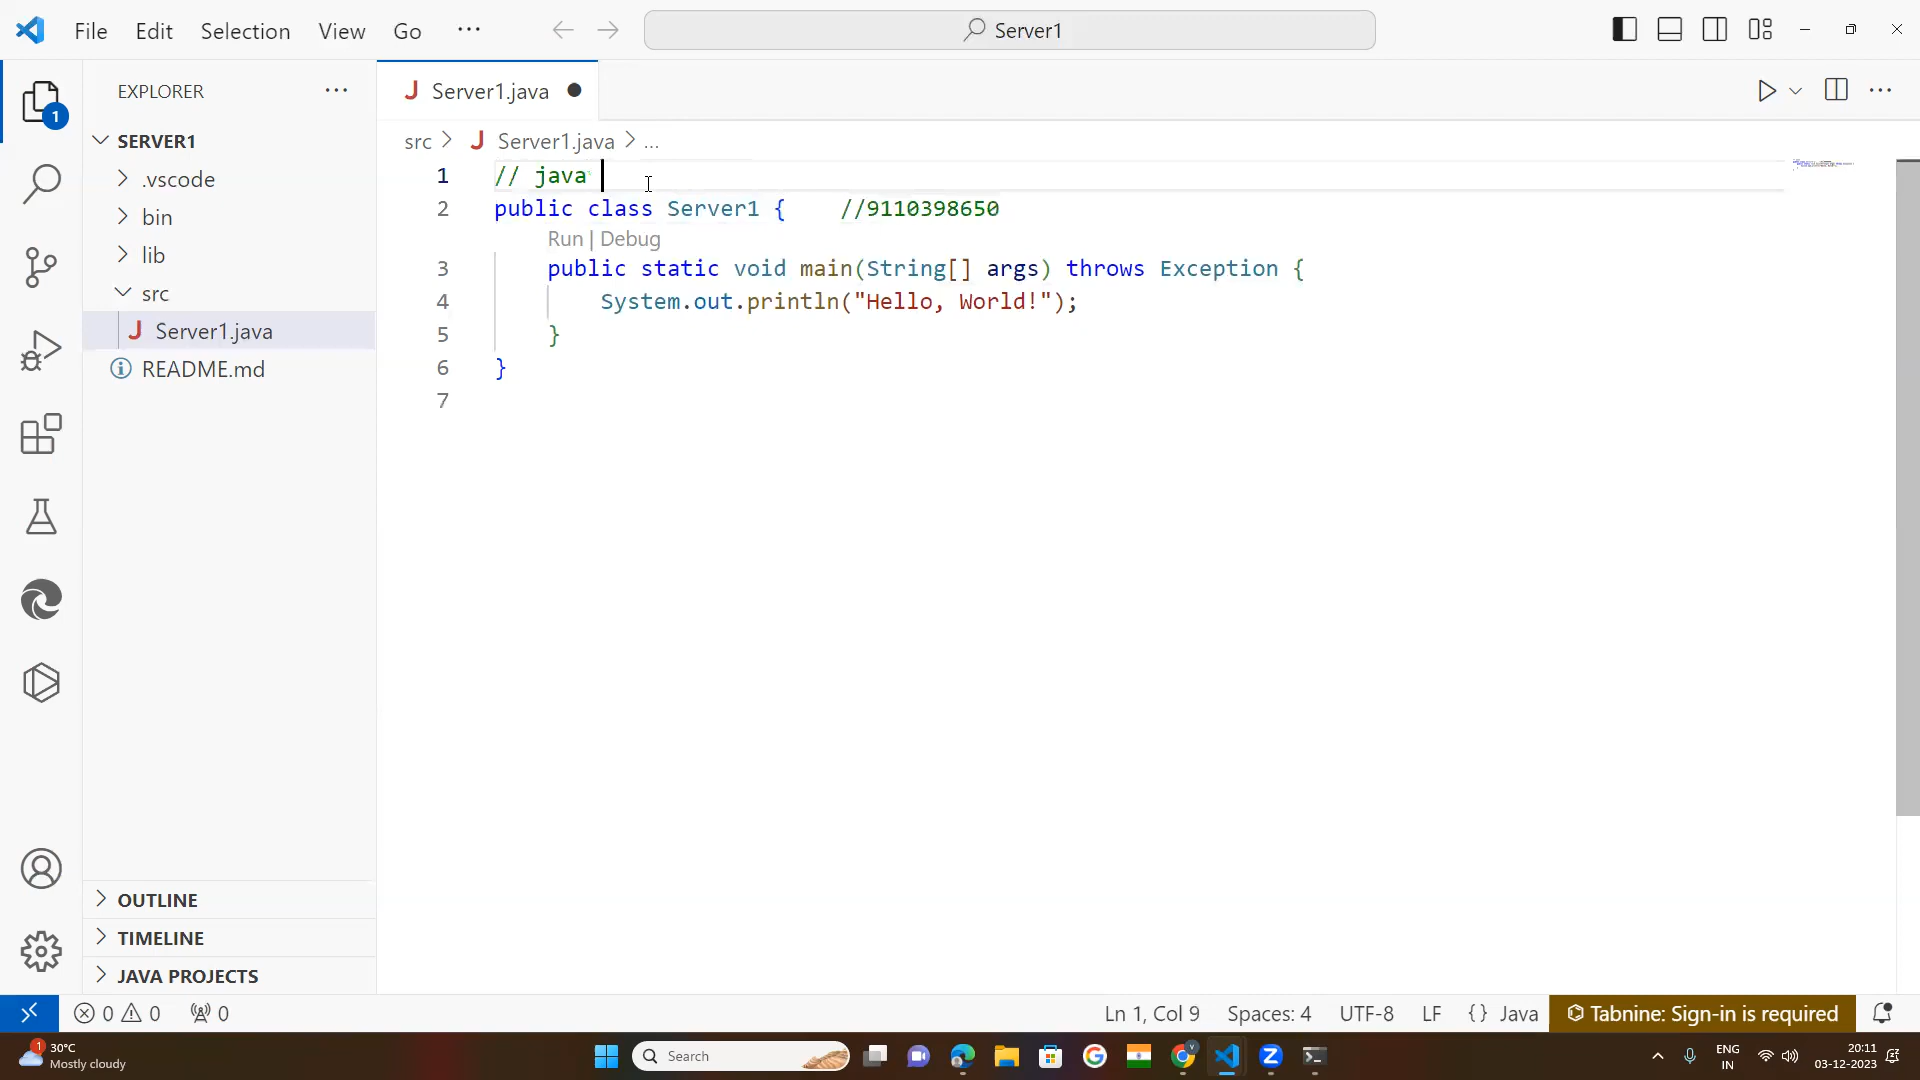 File Edit Selection View Go ··· Server1
EXPLORER ···
1
SERVER1
.vscode
bin
lib
src
Server1.java
README.md
OUTLINE
TIMELINE
JAVA PROJECTS
Server1.java
src > Server1.java > ...
1 // java
2 public class Server1 { //9110398650
Run | Debug
3 public static void main(String[] args) throws Exception {
4 System.out.println("Hello, World!");
5 }
6 }
7
0 0 0 Ln 1, Col 9 Spaces: 4 UTF-8 LF {} Java Tabnine: Sign-in is required
1 30°C
Mostly cloudy
Search
ENG
IN
20:11
03-12-2023